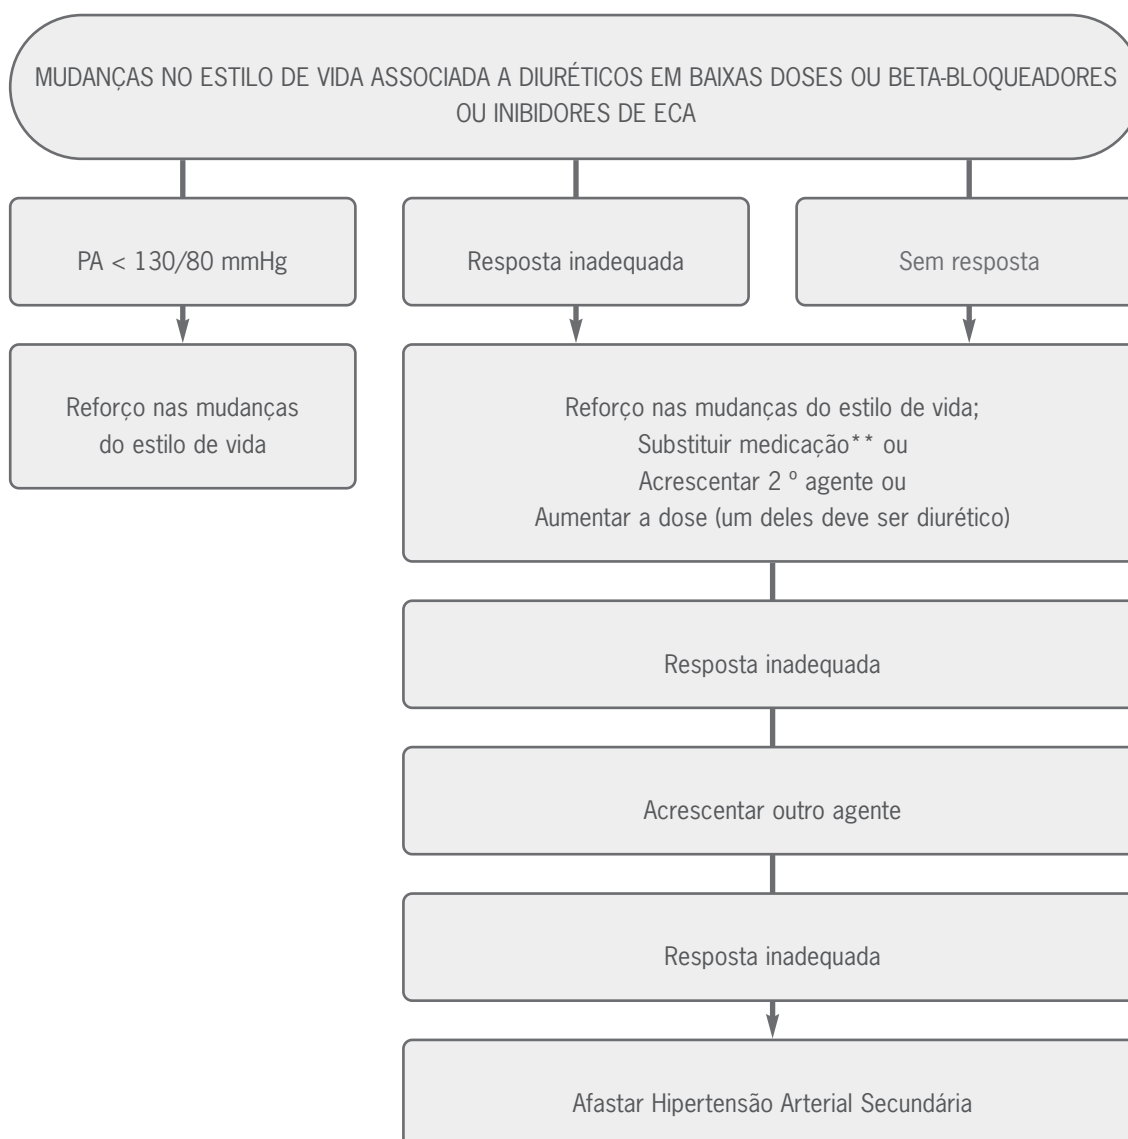 MUDANÇAS NO ESTILO DE VIDA ASSOCIADA A DIURÉTICOS EM BAIXAS DOSES OU BETA-BLOQUEADORES
OU INIBIDORES DE ECA
PA < 130/80 mmHg
Resposta inadequada
Sem resposta
Reforço nas mudanças
do estilo de vida
Reforço nas mudanças do estilo de vida;
Substituir medicação** ou
Acrescentar 2 º agente ou
Aumentar a dose (um deles deve ser diurético)
Resposta inadequada
Acrescentar outro agente
Resposta inadequada
Afastar Hipertensão Arterial Secundária